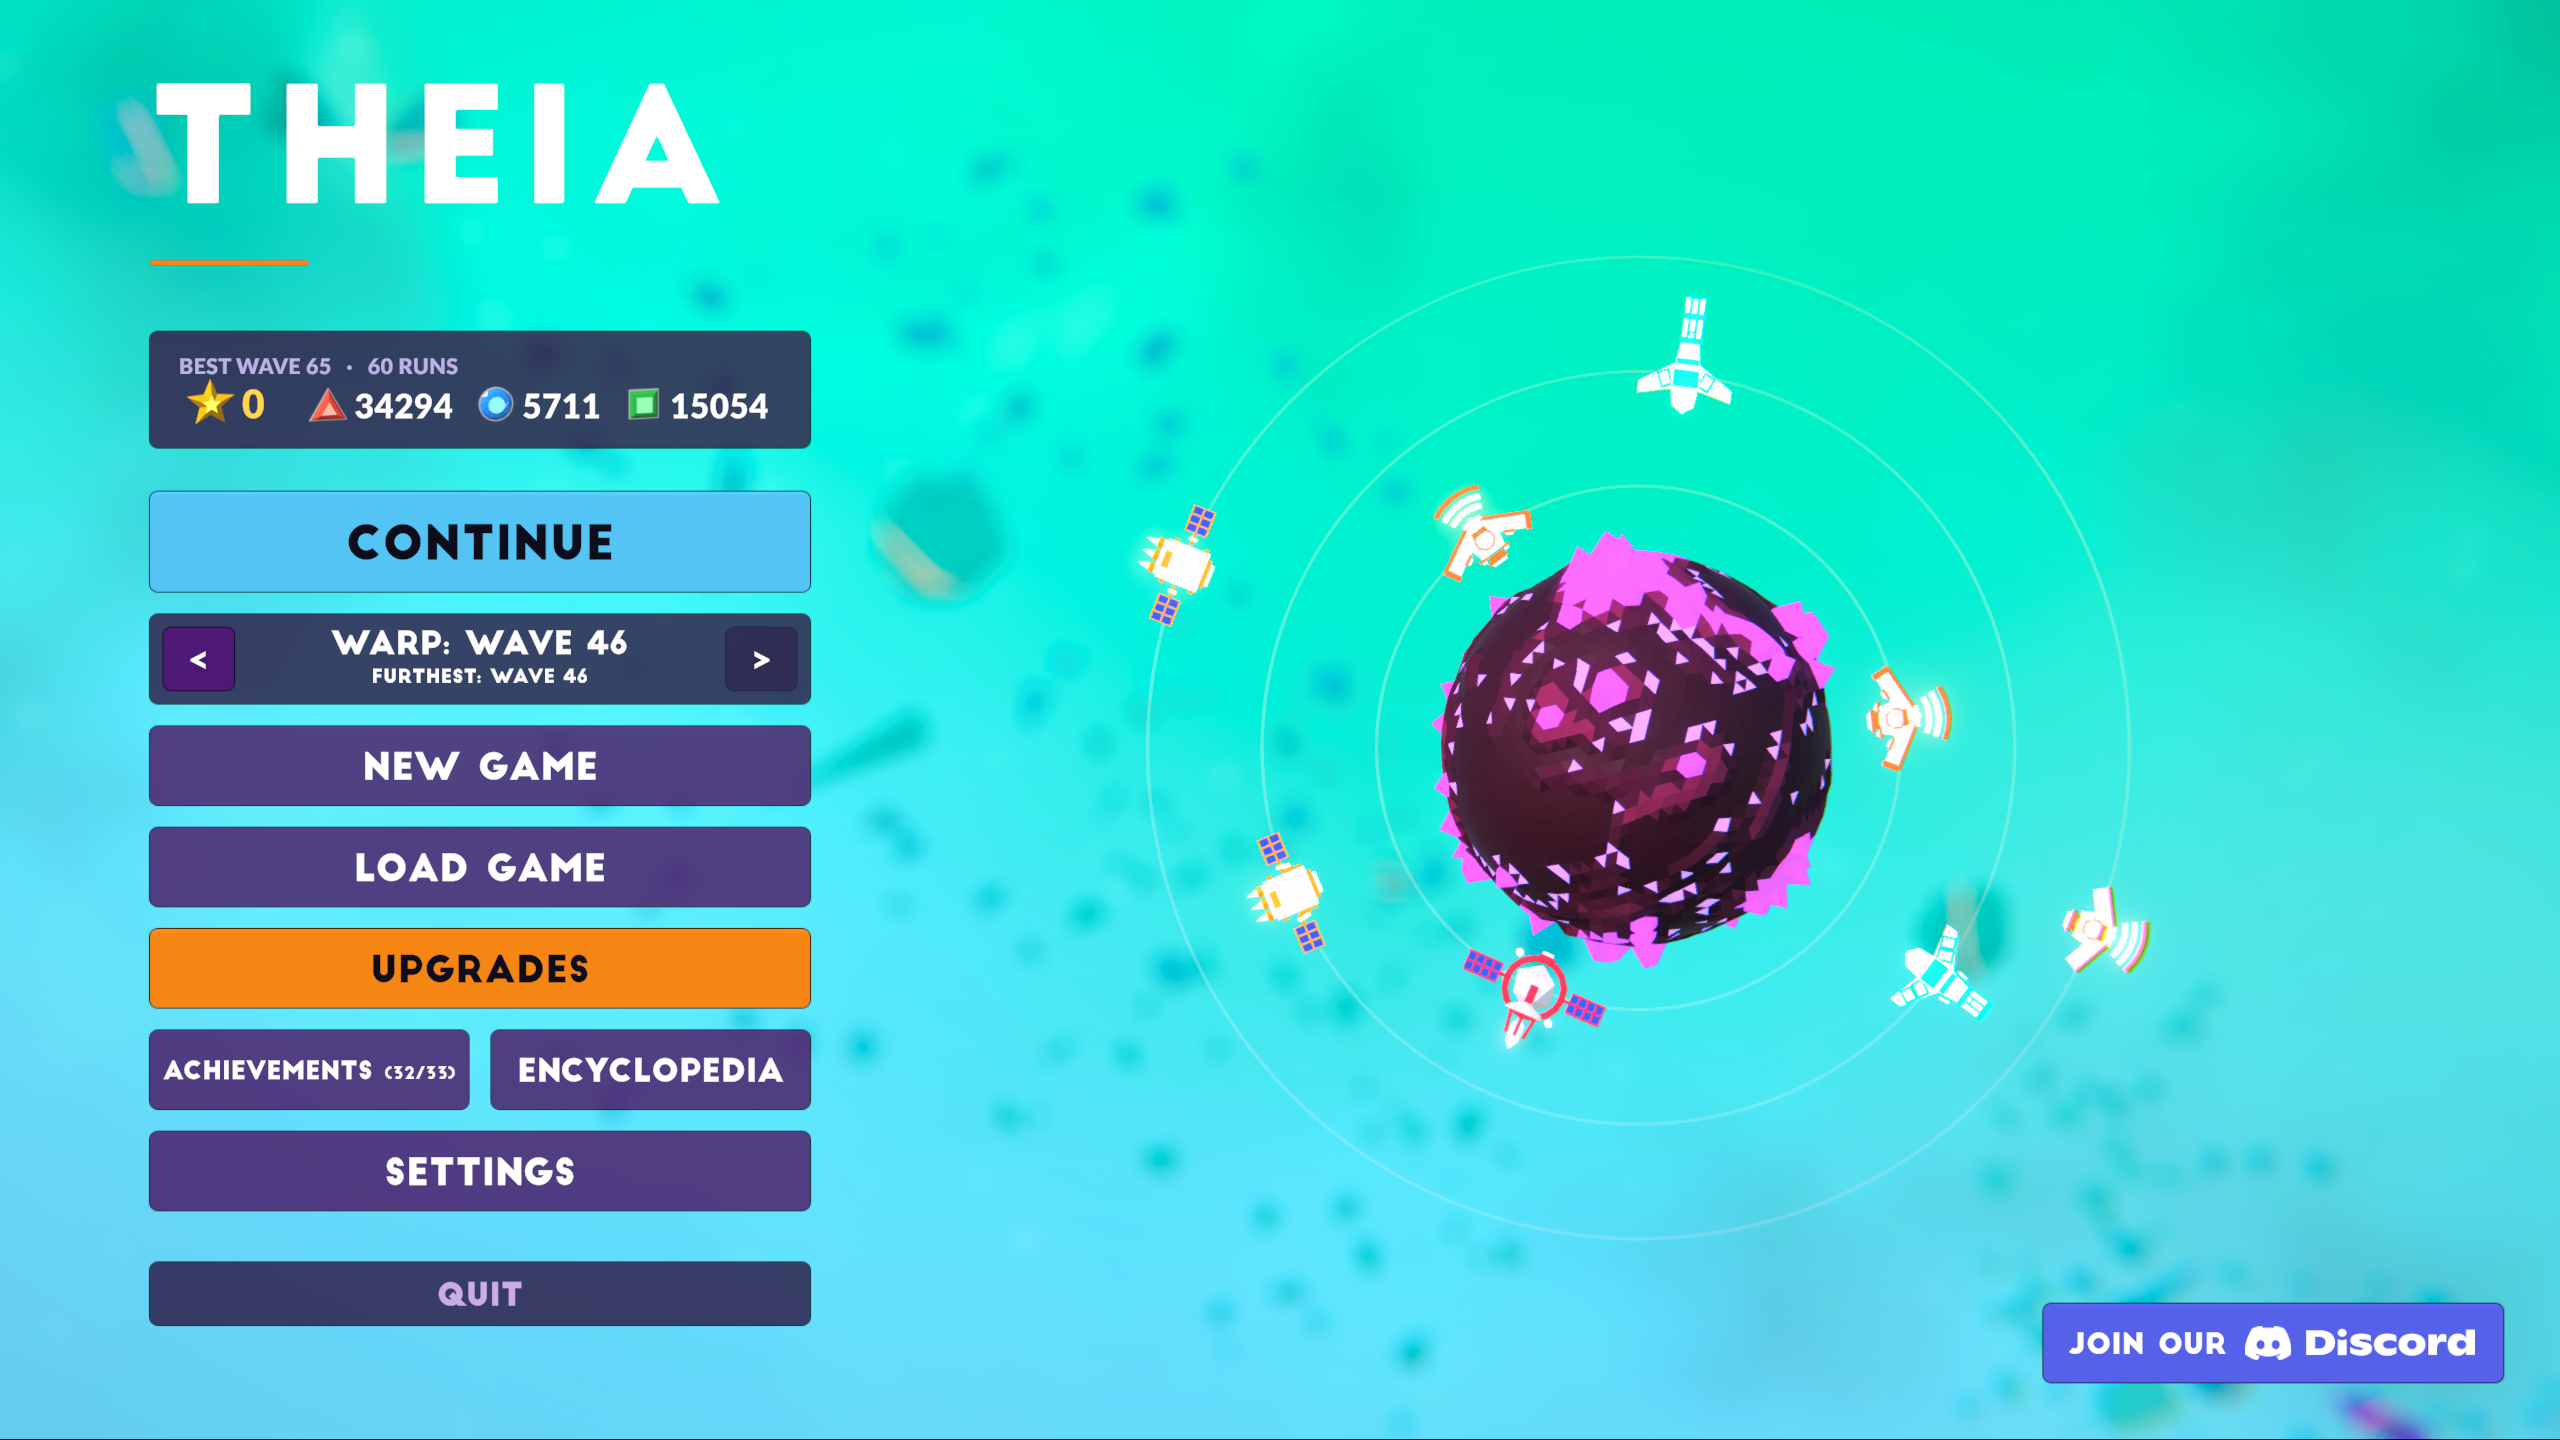 THEIA
BEST WAVE 65 · 60 RUNS
0 34294 5711 15054
CONTINUE
< WARP: WAVE 46 >
FURTHEST: WAVE 46
NEW GAME
LOAD GAME
UPGRADES
ACHIEVEMENTS (32/33) ENCYCLOPEDIA
SETTINGS
QUIT
JOIN OUR Discord